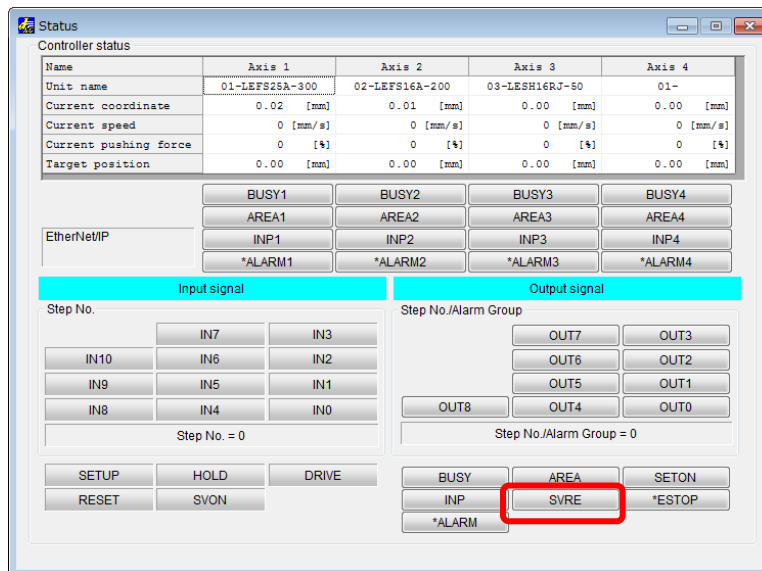 Status
Controller status
Name Axis 1 Axis 2 Axis 3 Axis 4
Unit name 01-LEFS25A-300 02-LEFS16A-200 03-LESH16RJ-50 01-
Current coordinate 0.02 [mm] 0.01 [mm] 0.00 [mm] 0.00 [mm]
Current speed 0 [mm/s] 0 [mm/s] 0 [mm/s] 0 [mm/s]
Current pushing force 0 [%] 0 [%] 0 [%] 0 [%]
Target position 0.00 [mm] 0.00 [mm] 0.00 [mm] 0.00 [mm]
BUSY1 BUSY2 BUSY3 BUSY4
AREA1 AREA2 AREA3 AREA4
EtherNet/IP INP1 INP2 INP3 INP4
*ALARM1 *ALARM2 *ALARM3 *ALARM4
Input signal Output signal
Step No. Step No./Alarm Group
IN7 IN3 OUT7 OUT3
IN10 IN6 IN2 OUT6 OUT2
IN9 IN5 IN1 OUT5 OUT1
IN8 IN4 IN0 OUT8 OUT4 OUT0
Step No. = 0 Step No./Alarm Group = 0
SETUP HOLD DRIVE BUSY AREA SETON
RESET SVON INP SVRE *ESTOP
*ALARM